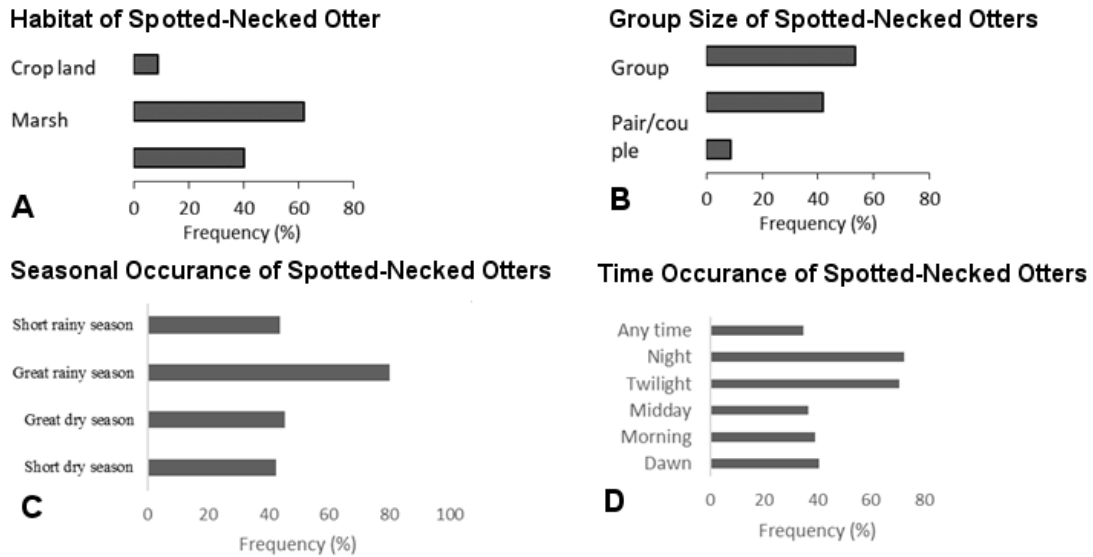 Habitat of Spotted-Necked Otter
Crop land
Marsh
0 20 40 60 80
Frequency (%)
A
Group Size of Spotted-Necked Otters
Group
Pair/cou
ple
0 20 40 60 80
Frequency (%)
B
Seasonal Occurance of Spotted-Necked Otters
Short rainy season
Great rainy season
Great dry season
Short dry season
0 20 40 60 80 100
Frequency (%)
C
Time Occurance of Spotted-Necked Otters
Any time
Night
Twilight
Midday
Morning
Dawn
0 20 40 60 80
Frequency (%)
D